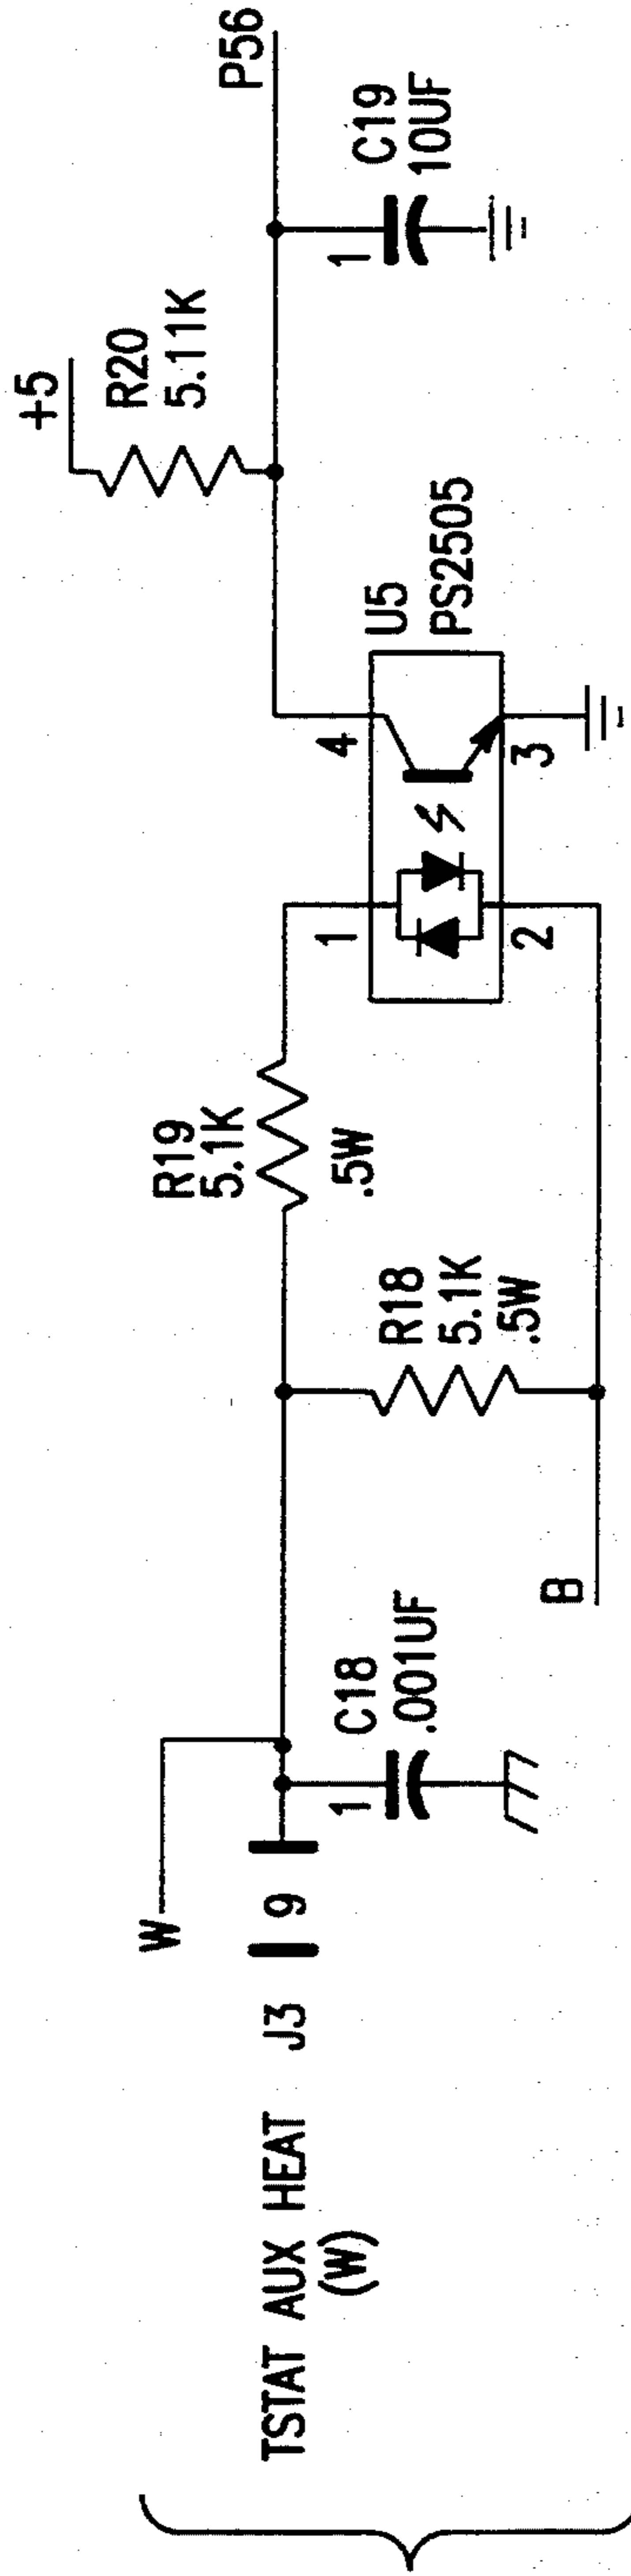 TSTAT AUX HEAT J3
(W)
W
9
1
C18
.001UF
B
R18
5.1K
.5W
R19
5.1K
.5W
1
2
4
3
U5
PS2505
+5
R20
5.11K
1
C19
10UF
P56